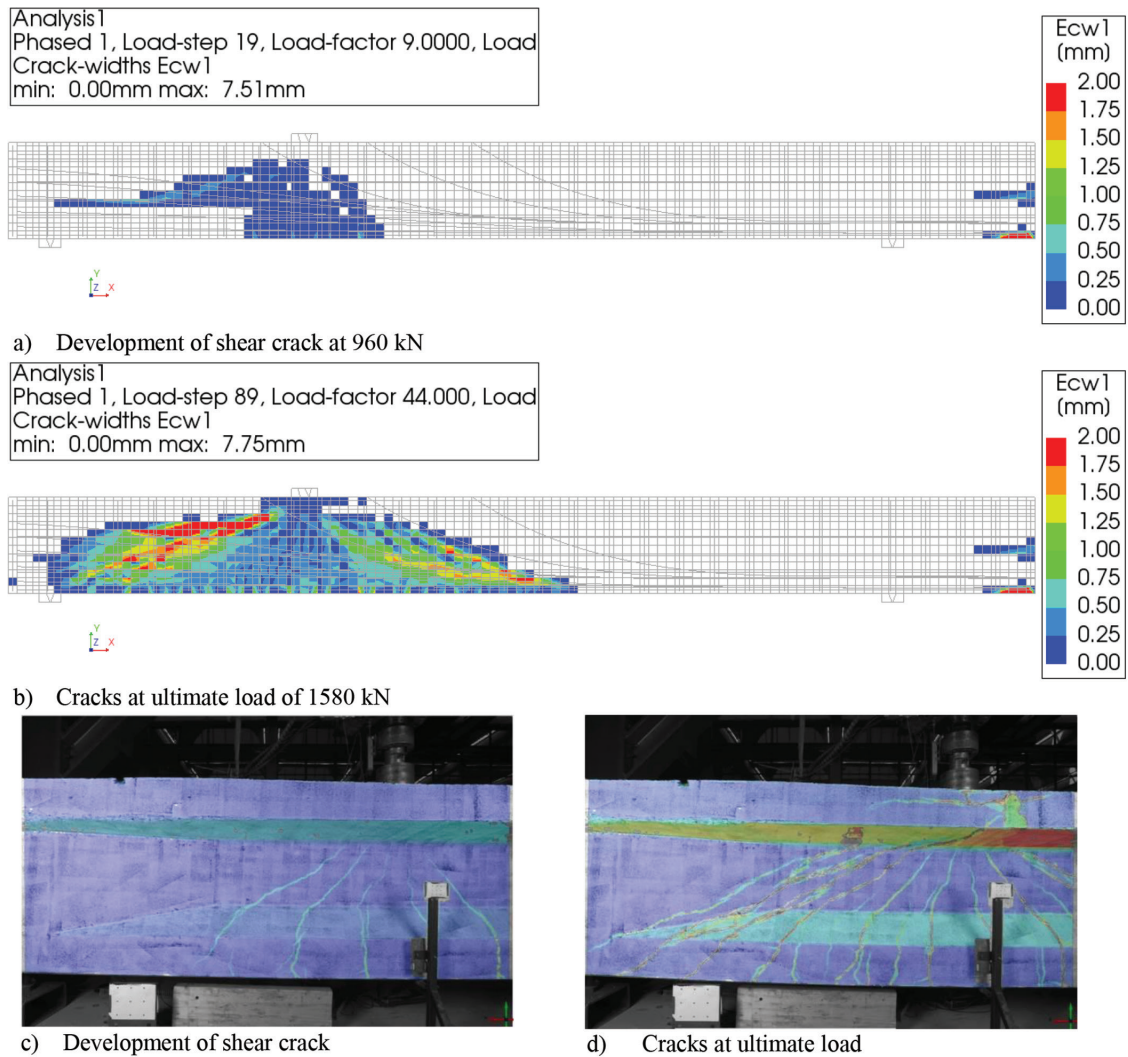 Analysis1
Phased 1, Load-step 19, Load-factor 9.0000, Load
Crack-widths Ecw1
min: 0.00mm max: 7.51mm
Ecw1
(mm)
2.00
1.75
1.50
1.25
1.00
0.75
0.50
0.25
0.00
Y
Z X
a) Development of shear crack at 960 kN
Analysis1
Phased 1, Load-step 89, Load-factor 44.000, Load
Crack-widths Ecw1
min: 0.00mm max: 7.75mm
Ecw1
(mm)
2.00
1.75
1.50
1.25
1.00
0.75
0.50
0.25
0.00
Y
Z X
b) Cracks at ultimate load of 1580 kN
c) Development of shear crack
d) Cracks at ultimate load